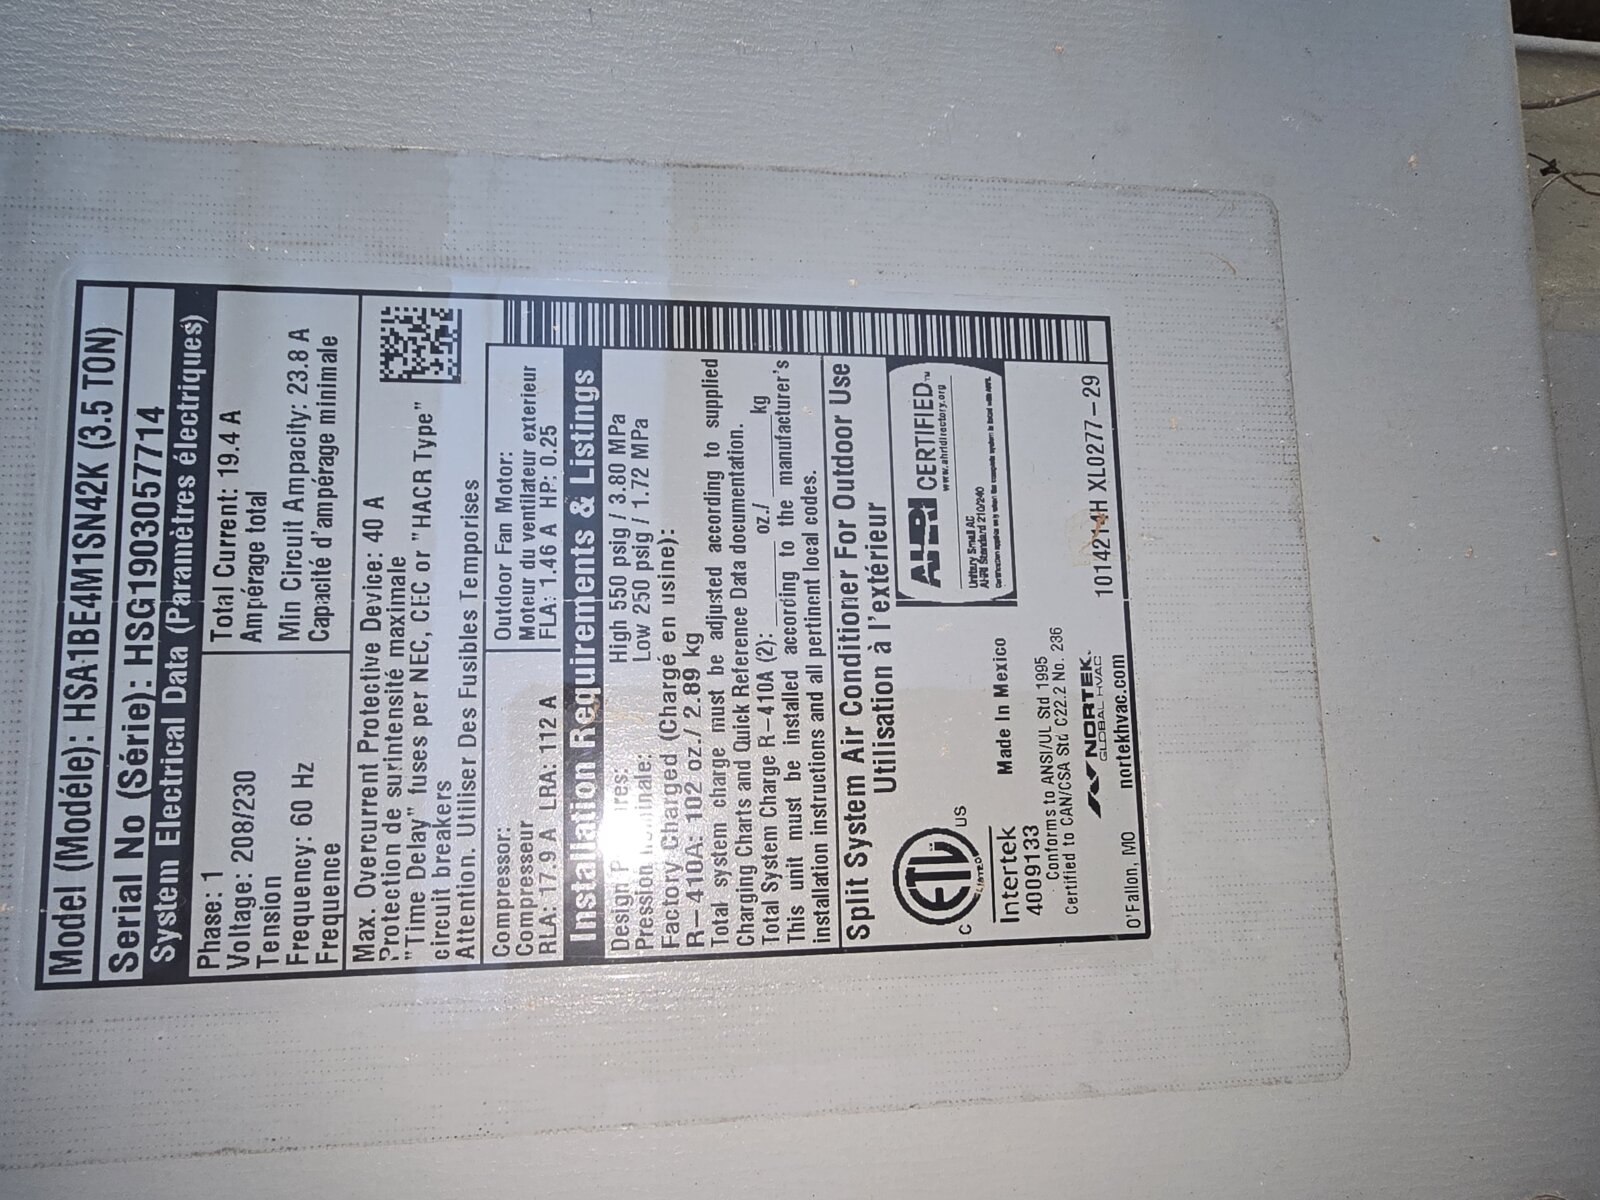 Model (Modéle): HSA1BE4M1SN42K (3.5 TON)
Serial No (Série): HSG1903057714
System Electrical Data (Paramètres électriques)
Phase: 1
Voltage: 208/230
Tension
Frequency: 60 Hz
Frequence
Total Current: 19.4 A
Ampérage total
Min Circuit Ampacity: 23.8 A
Capacité d'ampérage minimale
Max. Overcurrent Protective Device: 40 A
Protection de surintensité maximale
"Time Delay" fuses per NEC, CEC or "HACR Type"
circuit breakers
Attention. Utiliser Des Fusibles Temporises
Compressor:
Compresseur
RLA: 17.9 A LRA: 112 A
Outdoor Fan Motor:
Moteur du ventilateur exterieur
FLA: 1.46 A HP: 0.25
Installation Requirements & Listings
Design
Pression
High 550 psig / 3.80 MPa
Low 250 psig / 1.72 MPa
Factory Charged (Chargé en usine):
R-410A: 102 oz./ 2.89 kg
Total system charge must be adjusted according to supplied
Charging Charts and Quick Reference Data documentation.
Total System Charge R-410A (2): ______ oz./ ______ kg
This unit must be installed according to the manufacturer's
installation instructions and all pertinent local codes.
Split System Air Conditioner For Outdoor Use
Utilisation à l'extérieur
C ETL US
LISTED
Intertek
4009133
Made In Mexico
Conforms to ANSI/UL Std 1995
Certified to CAN/CSA Std C22.2 No. 236
AHRI CERTIFIED™
www.ahridirectory.org
Unitary Small AC
AHRI Standard 210/240
NORTEK
GLOBAL HVAC
O'Fallon, MO nortekhvac.com
1014214H XL0277-29